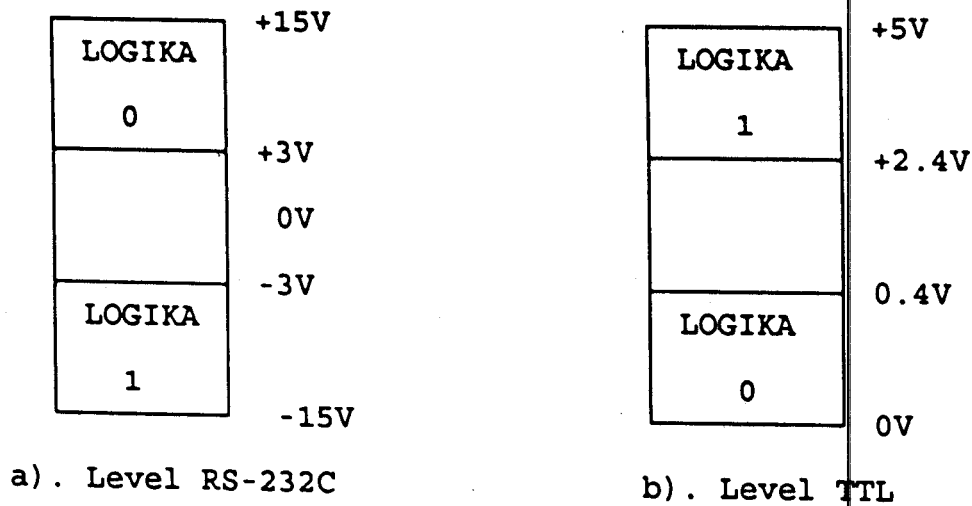 +15V
LOGIKA
0
+3V
0V
-3V
LOGIKA
1
-15V
a). Level RS-232C
+5V
LOGIKA
1
+2.4V
0.4V
LOGIKA
0
0V
b). Level TTL